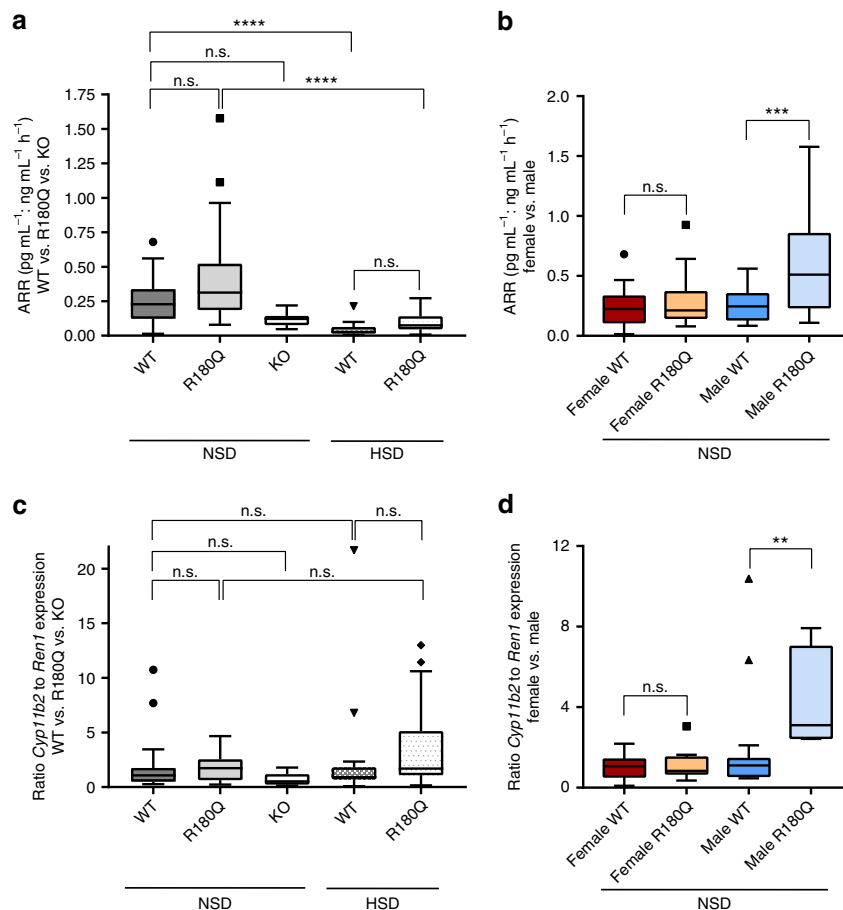 a
****
n.s.
n.s.
****
n.s.
ARR (pg mL⁻¹: ng mL⁻¹ h⁻¹)
WT vs. R180Q vs. KO
1.75
1.50
1.25
1.00
0.75
0.50
0.25
0.00
WT
R180Q
KO
WT
R180Q
NSD
HSD
b
***
n.s.
ARR (pg mL⁻¹: ng mL⁻¹ h⁻¹)
female vs. male
2.0
1.5
1.0
0.5
0.0
Female WT
Female R180Q
Male WT
Male R180Q
NSD
c
n.s.
n.s.
n.s.
n.s.
n.s.
Ratio Cyp11b2 to Ren1 expression
WT vs. R180Q vs. KO
20
15
10
5
0
WT
R180Q
KO
WT
R180Q
NSD
HSD
d
**
n.s.
Ratio Cyp11b2 to Ren1 expression
female vs. male
12
8
4
0
Female WT
Female R180Q
Male WT
Male R180Q
NSD